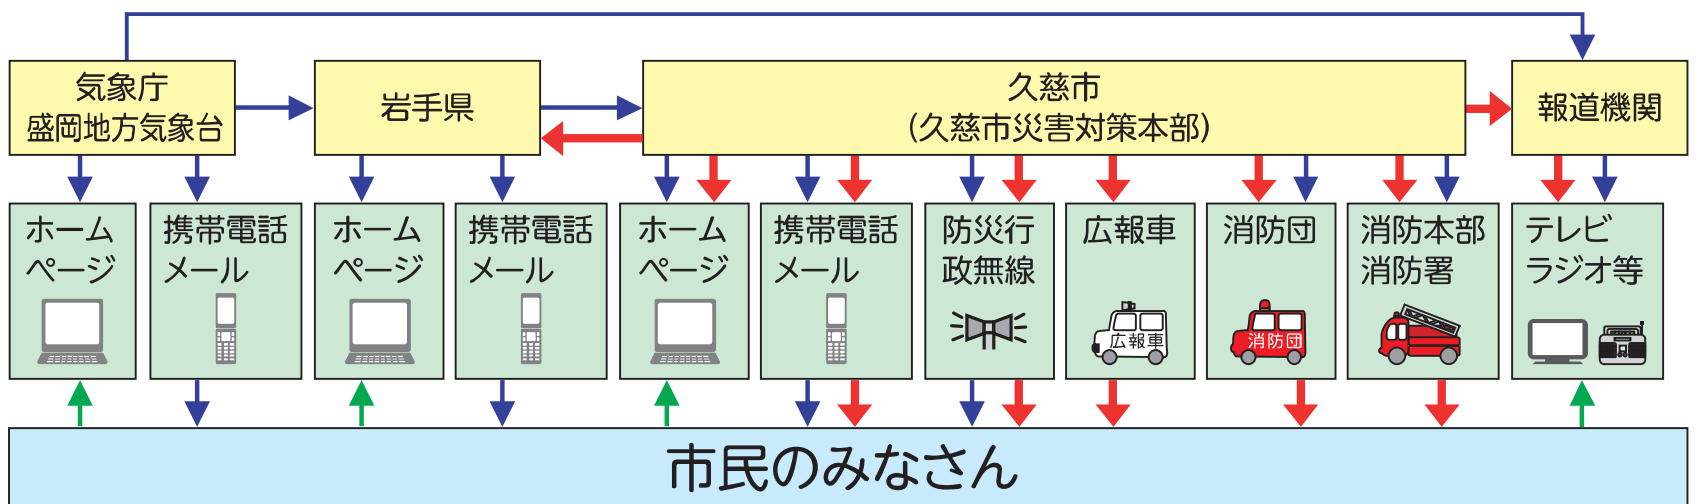 気象庁
盛岡地方気象台
岩手県
久慈市
(久慈市災害対策本部)
報道機関
ホーム
ページ
携帯電話
メール
ホーム
ページ
携帯電話
メール
ホーム
ページ
携帯電話
メール
防災行
政無線
広報車
広報車
消防団
消防団
消防本部
消防署
テレビ
ラジオ等
市民のみなさん